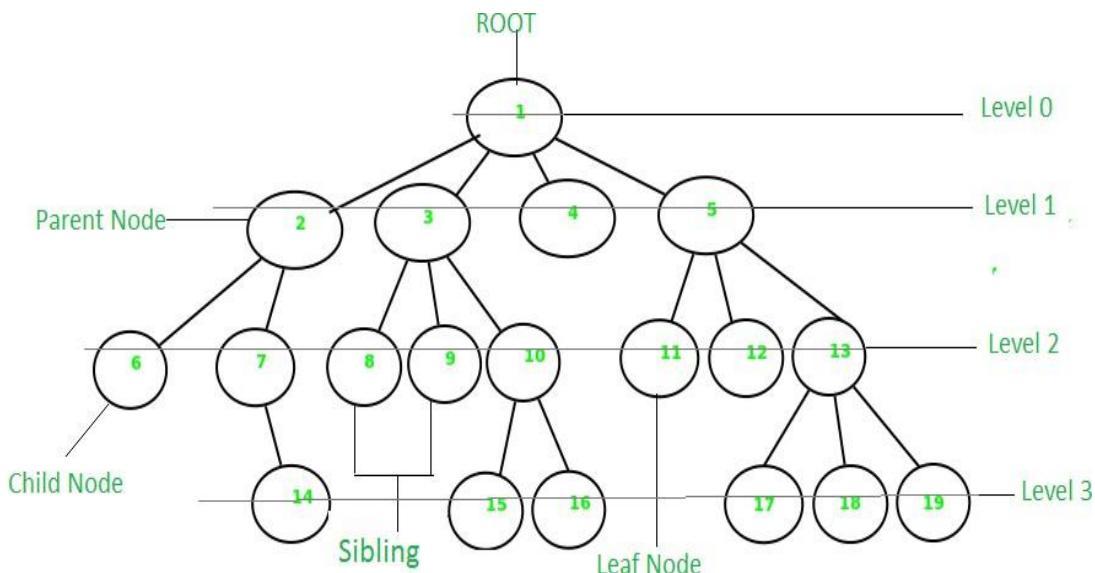 ROOT
1
Level 0
Parent Node
2
3
4
5
Level 1
6
7
8
9
10
11
12
13
Level 2
Child Node
14
15
16
17
18
19
Level 3
Sibling
Leaf Node